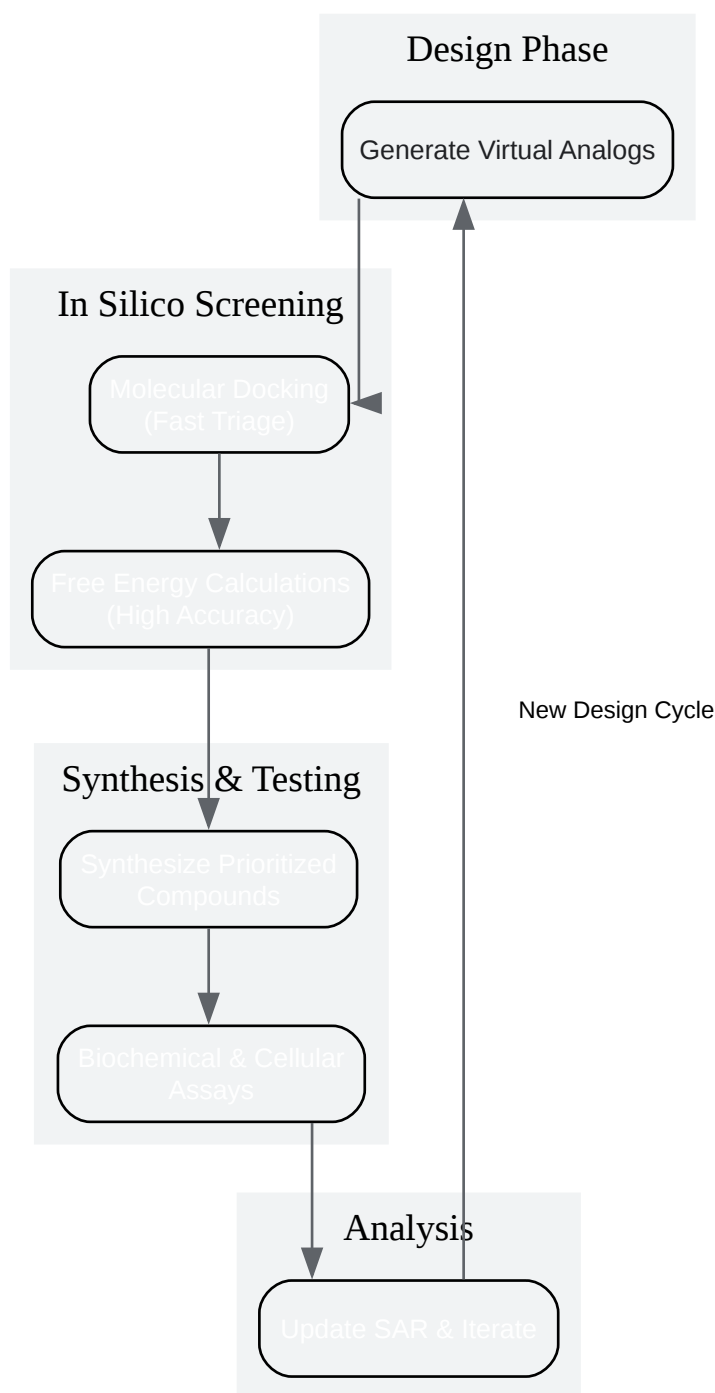 Design Phase
Generate Virtual Analogs
In Silico Screening
Molecular Docking
(Fast Triage)
Free Energy Calculations
(High Accuracy)
New Design Cycle
Synthesis & Testing
Synthesize Prioritized
Compounds
Biochemical & Cellular
Assays
Analysis
Update SAR & Iterate